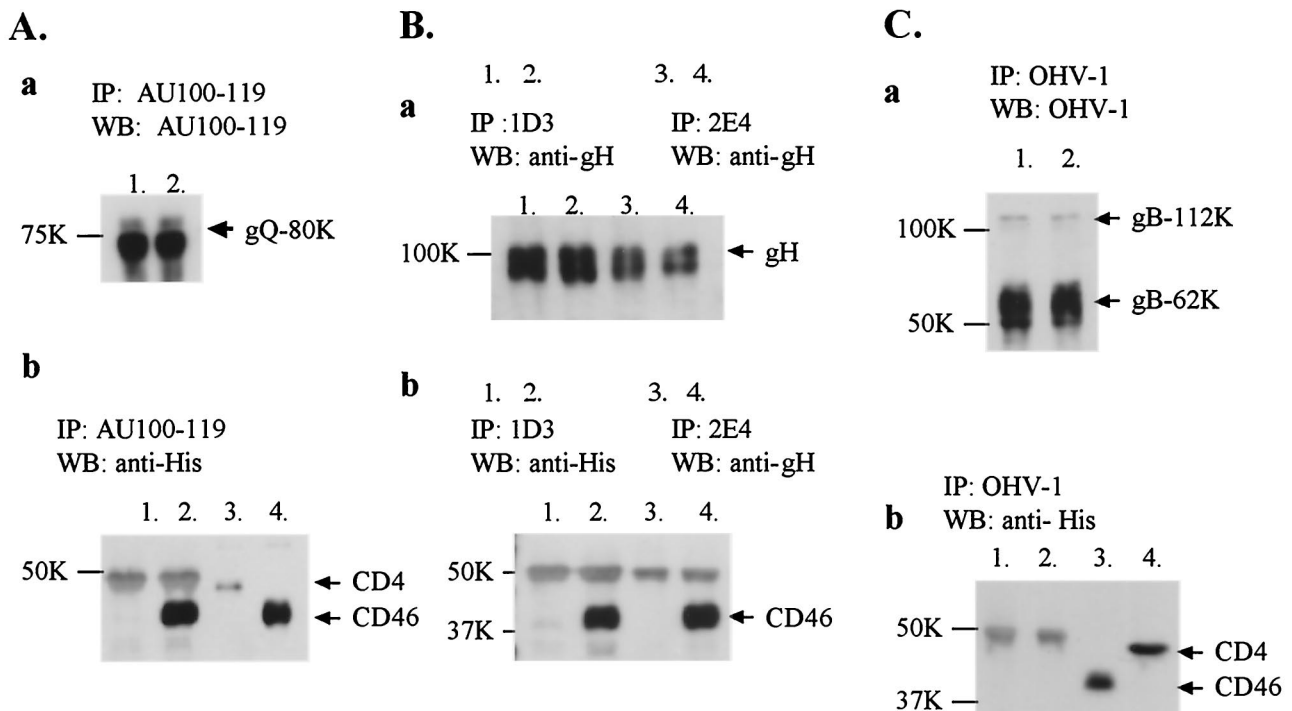 A.
a
IP: AU100-119
WB: AU100-119
1. 2.
75K
gQ-80K
b
IP: AU100-119
WB: anti-His
1. 2. 3. 4.
50K
CD4
CD46
B.
1. 2. 3. 4.
a
IP :1D3 IP: 2E4
WB: anti-gH WB: anti-gH
1. 2. 3. 4.
100K
gH
1. 2. 3. 4.
b
IP: 1D3 IP: 2E4
WB: anti-His WB: anti-gH
1. 2. 3. 4.
50K
CD46
37K
C.
a
IP: OHV-1
WB: OHV-1
1. 2.
gB-112K
100K
gB-62K
50K
b
IP: OHV-1
WB: anti- His
1. 2. 3. 4.
50K
CD4
CD46
37K